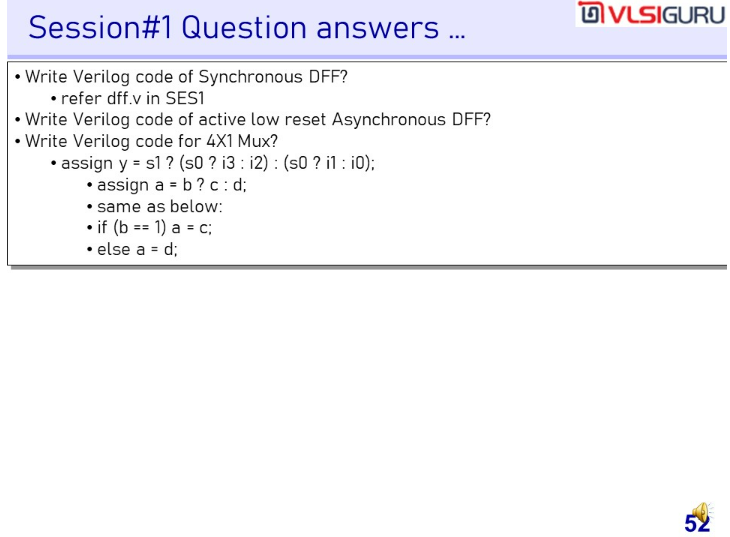 Session#1 Question answers ...
VLSIGURU
• Write Verilog code of Synchronous DFF?
• refer dff.v in SES1
• Write Verilog code of active low reset Asynchronous DFF?
• Write Verilog code for 4X1 Mux?
• assign y = s1 ? (s0 ? i3 : i2) : (s0 ? i1 : i0);
• assign a = b ? c : d;
• same as below:
• if (b == 1) a = c;
• else a = d;
52